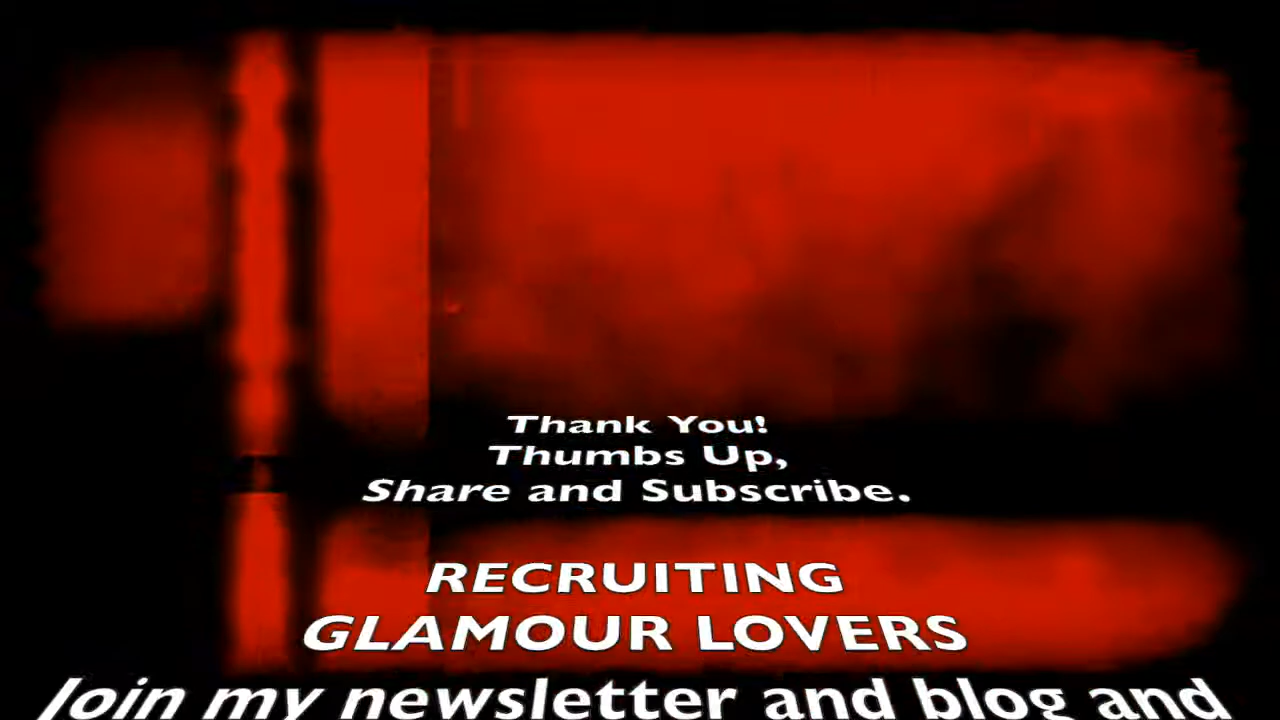 Thank You!
Thumbs Up,
Share and Subscribe.
RECRUITING
GLAMOUR LOVERS
Join my newsletter and blog and